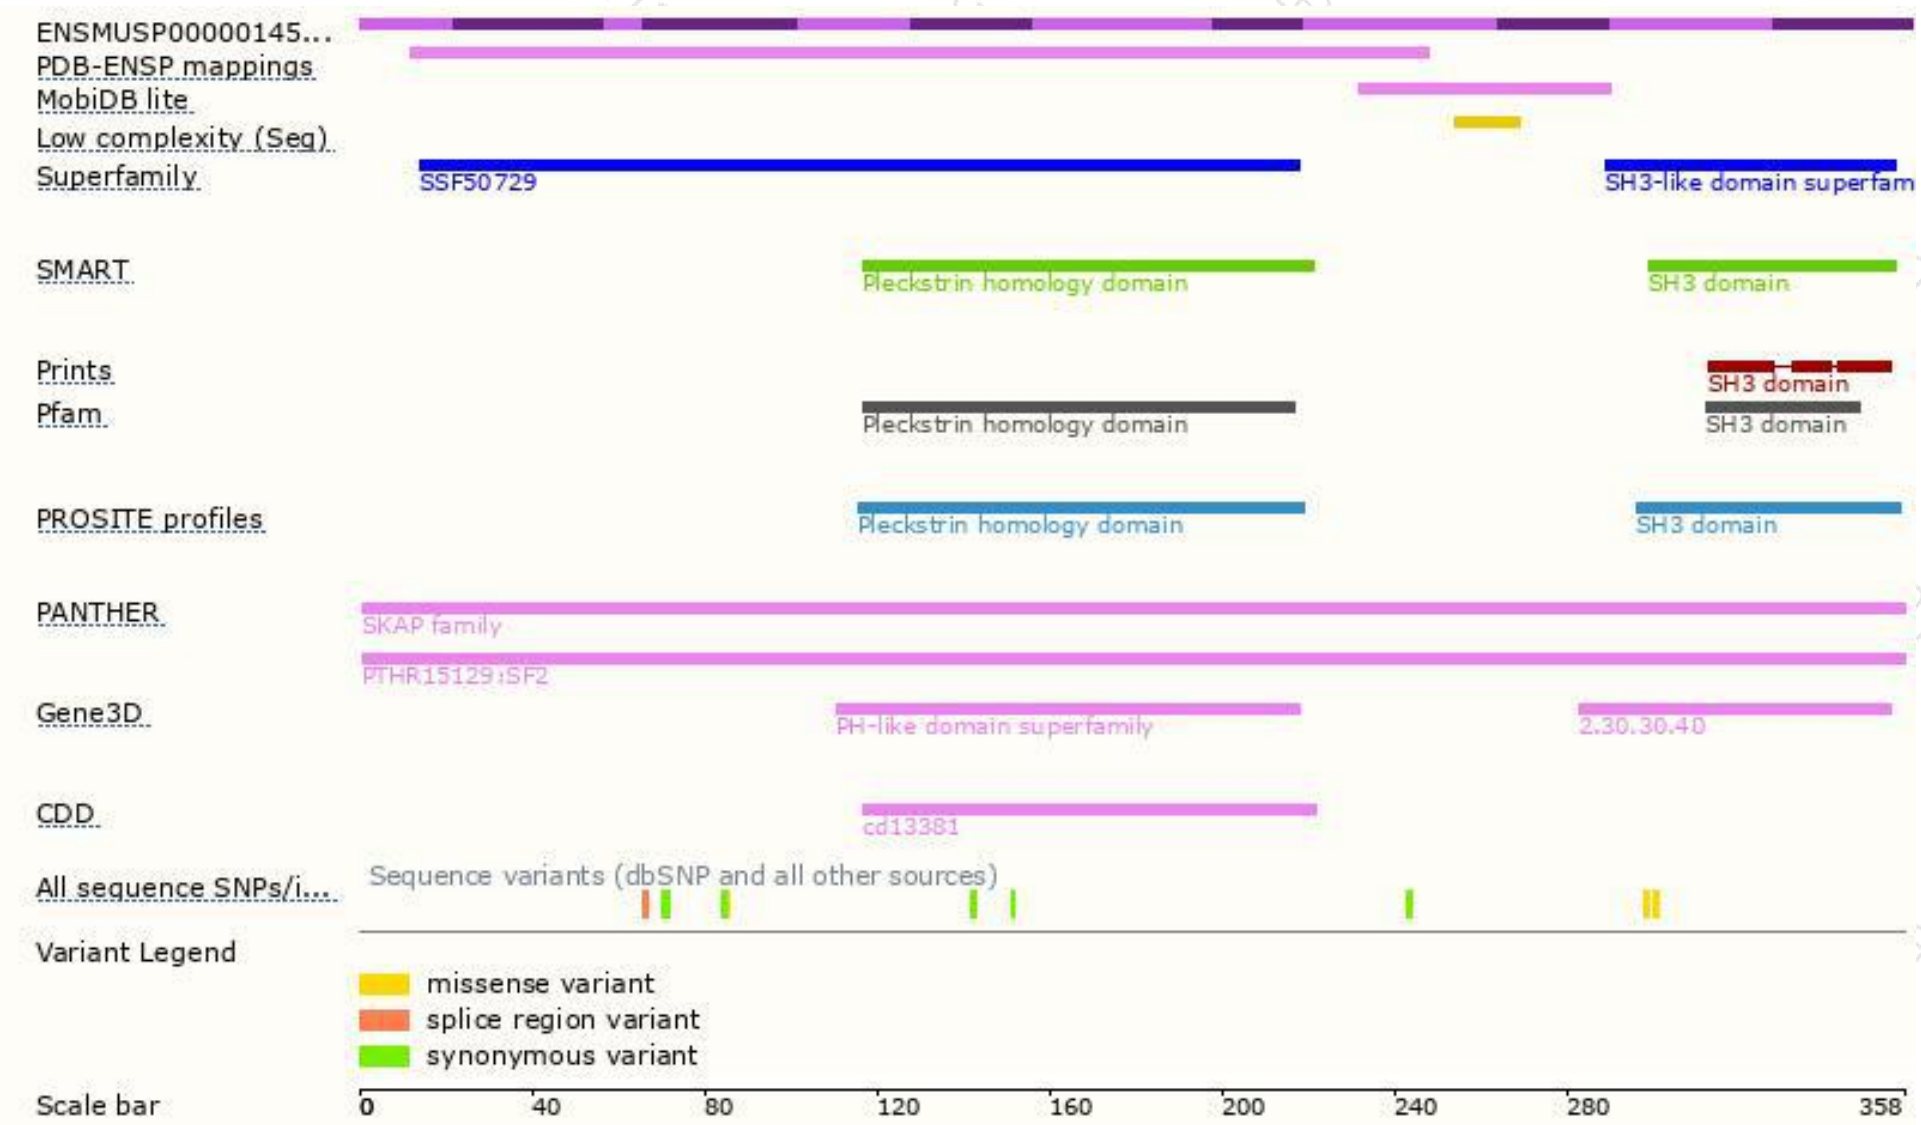 ENSMUSP00000145...
PDB-ENSP mappings
MobiDB lite
Low complexity (Seg)
Superfamily
SSF50729
SH3-like domain superfam
SMART
Pleckstrin homology domain
SH3 domain
Prints
SH3 domain
Pfam
Pleckstrin homology domain
SH3 domain
PROSITE profiles
Pleckstrin homology domain
SH3 domain
PANTHER
SKAP family
PTHR15129:SF2
Gene3D
PH-like domain superfamily
2.30.30.40
CDD
cd13381
All sequence SNPs/i...
Sequence variants (dbSNP and all other sources)
Variant Legend
missense variant
splice region variant
synonymous variant
Scale bar
0 40 80 120 160 200 240 280 358